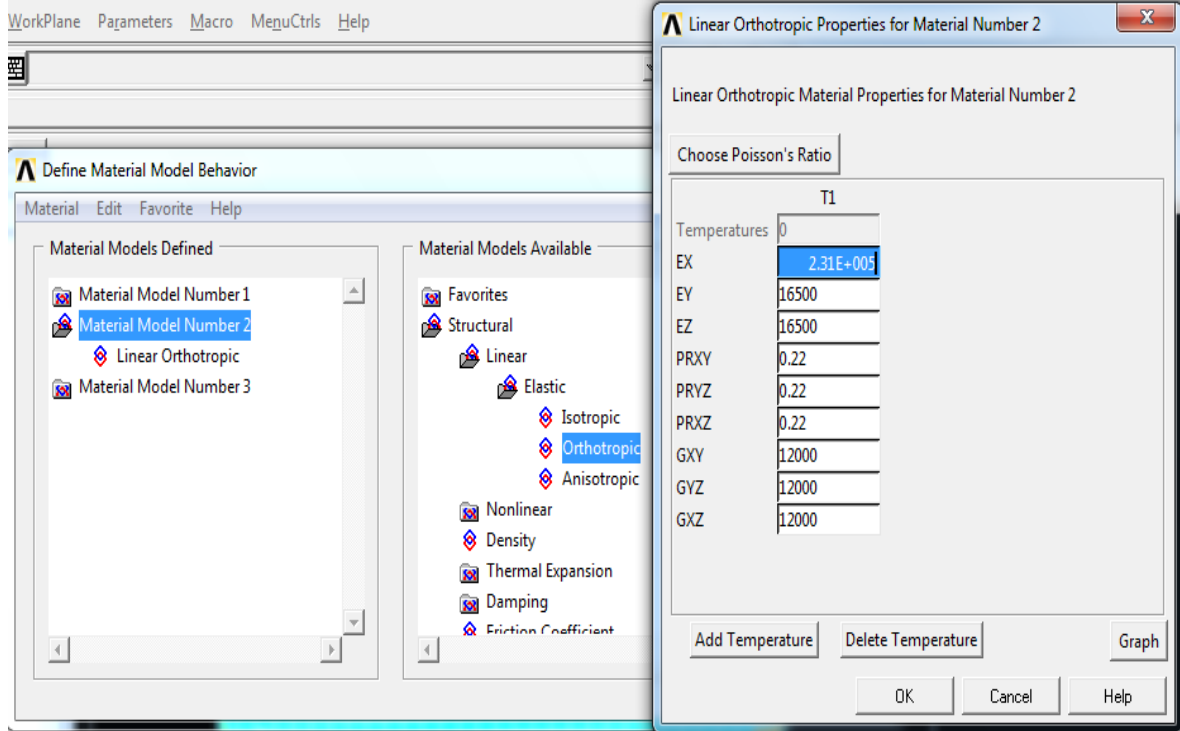 WorkPlane Parameters Macro MenuCtrls Help
Define Material Model Behavior
Material Edit Favorite Help
Material Models Defined
Material Model Number 1
Material Model Number 2
Linear Orthotropic
Material Model Number 3
Material Models Available
Favorites
Structural
Linear
Elastic
Isotropic
Orthotropic
Anisotropic
Nonlinear
Density
Thermal Expansion
Damping
Friction Coefficient
Linear Orthotropic Properties for Material Number 2
Linear Orthotropic Material Properties for Material Number 2
Choose Poisson's Ratio
T1
Temperatures 0
EX 2.31E+005
EY 16500
EZ 16500
PRXY 0.22
PRYZ 0.22
PRXZ 0.22
GXY 12000
GYZ 12000
GXZ 12000
Add Temperature Delete Temperature Graph
OK Cancel Help